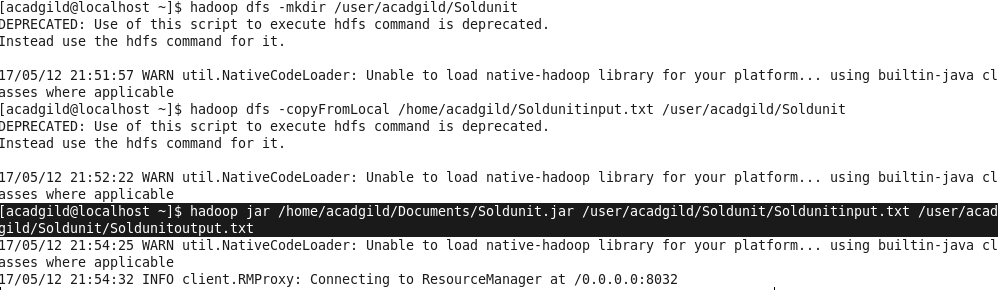 [acadgild@localhost ~]$ hadoop dfs -mkdir /user/acadgild/Soldunit
DEPRECATED: Use of this script to execute hdfs command is deprecated.
Instead use the hdfs command for it.
17/05/12 21:51:57 WARN util.NativeCodeLoader: Unable to load native-hadoop library for your platform... using builtin-java cl
asses where applicable
[acadgild@localhost ~]$ hadoop dfs -copyFromLocal /home/acadgild/Soldunitinput.txt /user/acadgild/Soldunit
DEPRECATED: Use of this script to execute hdfs command is deprecated.
Instead use the hdfs command for it.
17/05/12 21:52:22 WARN util.NativeCodeLoader: Unable to load native-hadoop library for your platform... using builtin-java cl
asses where applicable
[acadgild@localhost ~]$ hadoop jar /home/acadgild/Documents/Soldunit.jar /user/acadgild/Soldunit/Soldunitinput.txt /user/acad
gild/Soldunit/Soldunitoutput.txt
17/05/12 21:54:25 WARN util.NativeCodeLoader: Unable to load native-hadoop library for your platform... using builtin-java cl
asses where applicable
17/05/12 21:54:32 INFO client.RMProxy: Connecting to ResourceManager at /0.0.0.0:8032